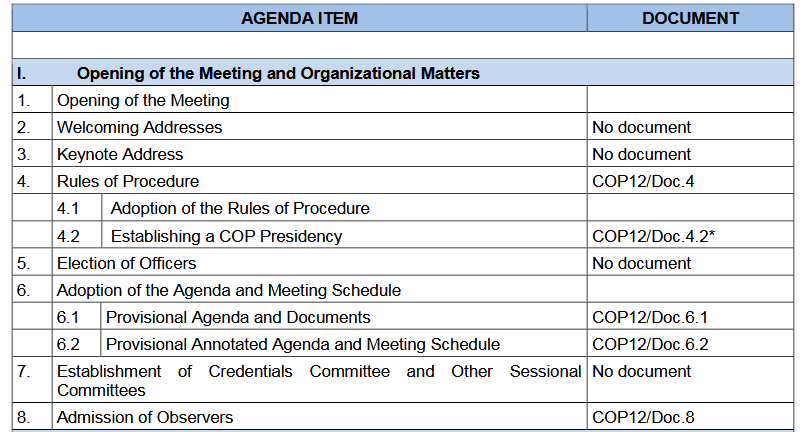 AGENDA ITEM DOCUMENT
I. Opening of the Meeting and Organizational Matters
1. Opening of the Meeting
2. Welcoming Addresses No document
3. Keynote Address No document
4. Rules of Procedure COP12/Doc.4
4.1 Adoption of the Rules of Procedure
4.2 Establishing a COP Presidency COP12/Doc.4.2*
5. Election of Officers No document
6. Adoption of the Agenda and Meeting Schedule
6.1 Provisional Agenda and Documents COP12/Doc.6.1
6.2 Provisional Annotated Agenda and Meeting Schedule COP12/Doc.6.2
7. Establishment of Credentials Committee and Other Sessional No document
Committees
8. Admission of Observers COP12/Doc.8